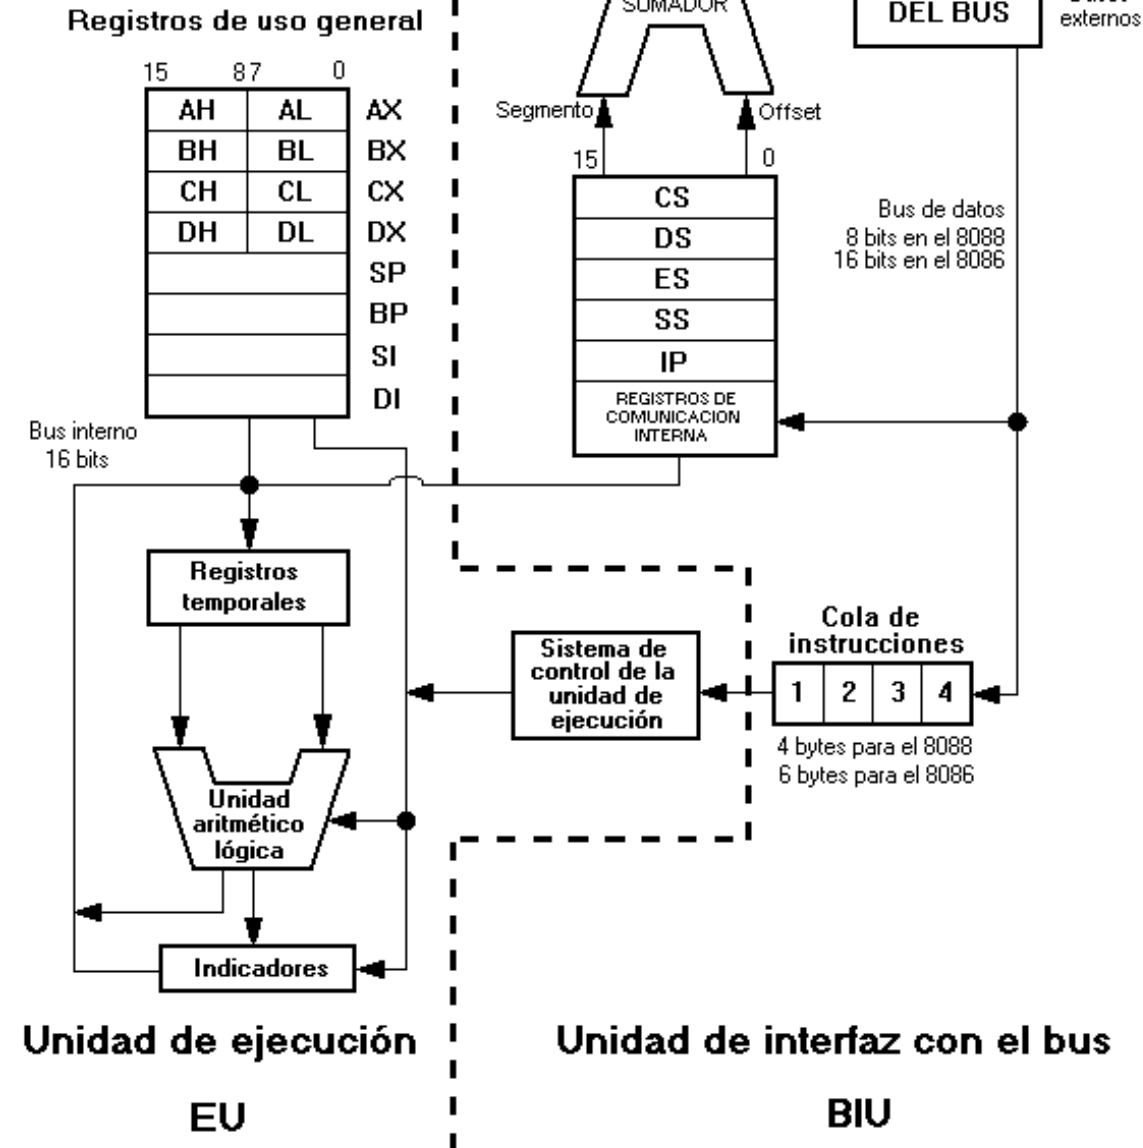 Registros de uso general
SUMADOR
DEL BUS
externos
15 8 7 0
AH AL AX
BH BL BX
CH CL CX
DH DL DX
SP
BP
SI
DI
Segmento
Offset
15 0
CS
DS
ES
SS
IP
REGISTROS DE
COMUNICACION
INTERNA
Bus de datos
8 bits en el 8088
16 bits en el 8086
Bus interno
16 bits
Registros
temporales
Sistema de
control de la
unidad de
ejecución
Cola de
instrucciones
1 2 3 4
4 bytes para el 8088
6 bytes para el 8086
Unidad
aritmético
lógica
Indicadores
Unidad de ejecución
EU
Unidad de interfaz con el bus
BIU